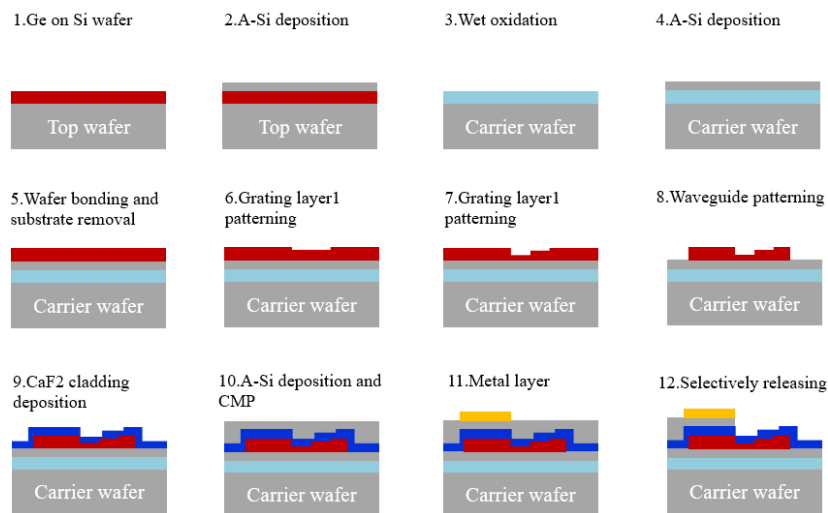 1.Ge on Si wafer
2.A-Si deposition
3.Wet oxidation
4.A-Si deposition
Top wafer
Top wafer
Carrier wafer
Carrier wafer
5.Wafer bonding and
substrate removal
6.Grating layer1
patterning
7.Grating layer1
patterning
8.Waveguide patterning
Carrier wafer
Carrier wafer
Carrier wafer
Carrier wafer
9.CaF2 cladding
deposition
10.A-Si deposition and
CMP
11.Metal layer
12.Selectively releasing
Carrier wafer
Carrier wafer
Carrier wafer
Carrier wafer